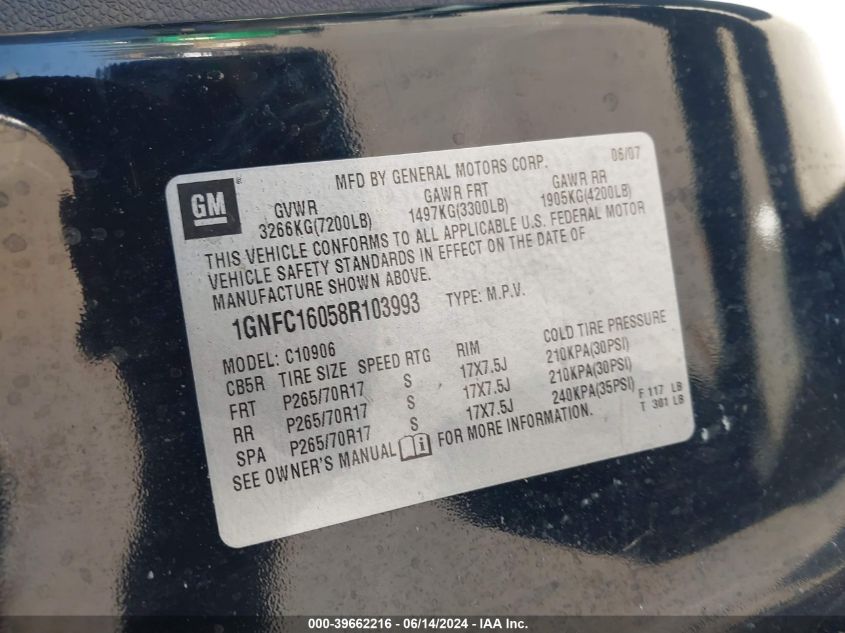 MFD BY GENERAL MOTORS CORP. 06/07
GM
GVWR GAWR FRT GAWR RR
3266KG(7200LB) 1497KG(3300LB) 1905KG(4200LB)
THIS VEHICLE CONFORMS TO ALL APPLICABLE U.S. FEDERAL MOTOR
VEHICLE SAFETY STANDARDS IN EFFECT ON THE DATE OF
MANUFACTURE SHOWN ABOVE.
1GNFC16058R103993 TYPE: M.P.V.
MODEL: C10906
CB5R TIRE SIZE SPEED RTG RIM COLD TIRE PRESSURE
FRT P265/70R17 S 17X7.5J 210KPA(30PSI)
RR P265/70R17 S 17X7.5J 210KPA(30PSI)
SPA P265/70R17 S 17X7.5J 240KPA(35PSI)
F 117 LB
T 301 LB
SEE OWNER'S MANUAL FOR MORE INFORMATION.
000-39662216 - 06/14/2024 - IAA Inc.